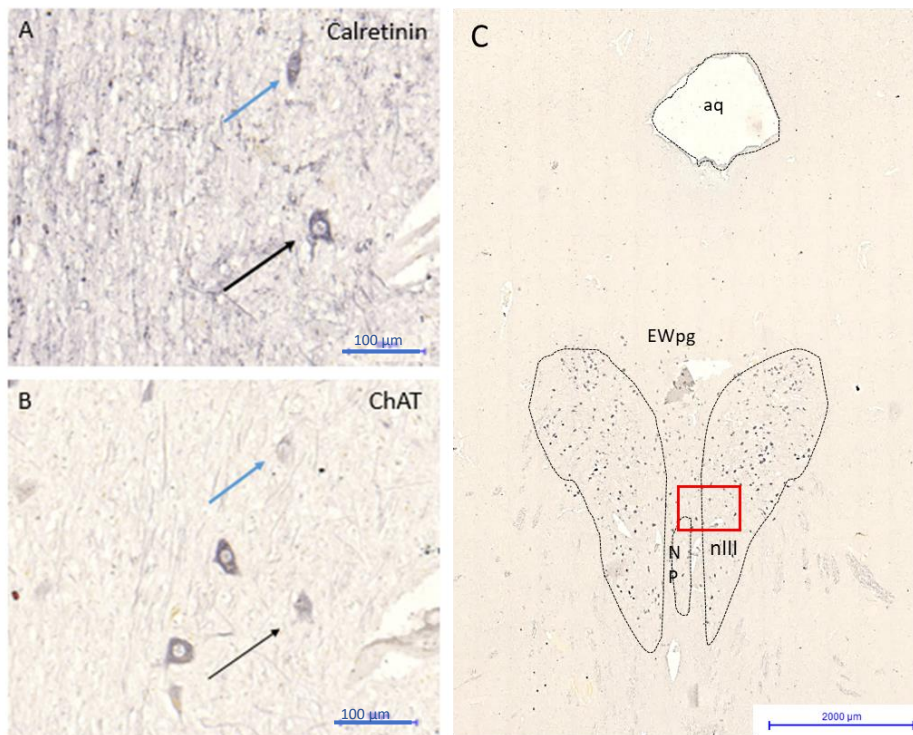 A
Calretinin
100 µm
B
ChAT
100 µm
C
aq
EWpg
N
P
nIII
2000 µm